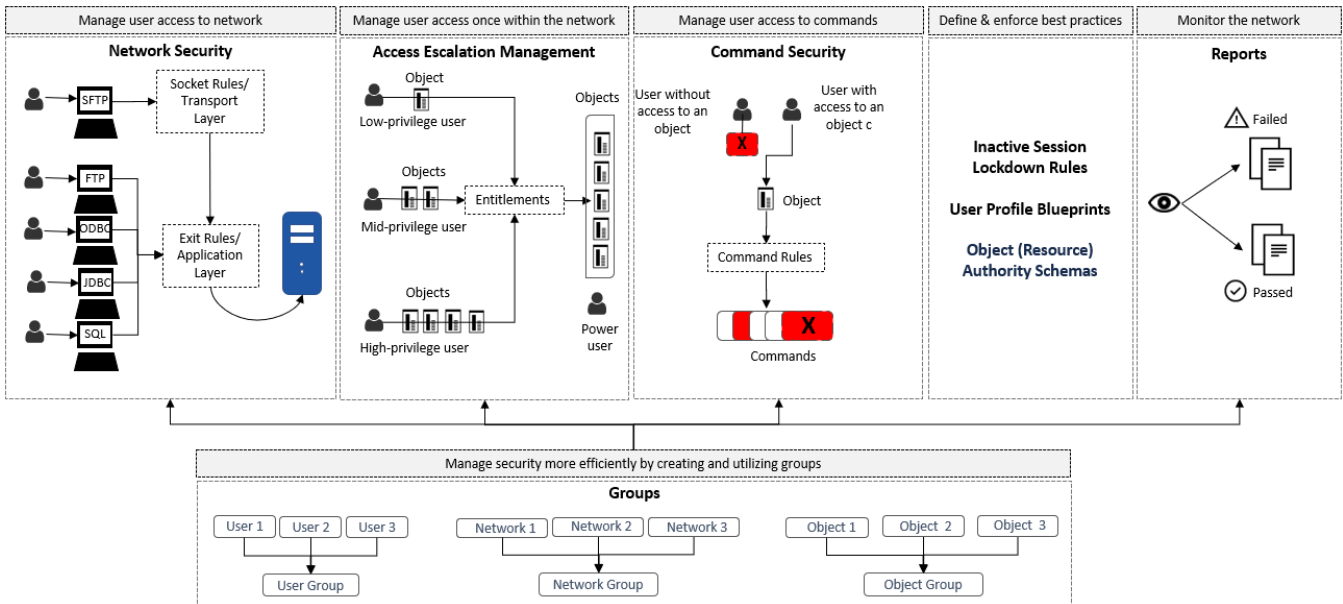 Manage user access to network
Network Security
SFTP
Socket Rules/
Transport
Layer
FTP
ODBC
JDBC
SQL
Exit Rules/
Application
Layer
Manage user access once within the network
Access Escalation Management
Object
Low-privilege user
Objects
Mid-privilege user
Objects
High-privilege user
Entitlements
Objects
Power
user
Manage user access to commands
Command Security
User without
access to an
object
User with
access to an
object c
X
Object
Command Rules
X
Commands
Define & enforce best practices
Inactive Session
Lockdown Rules
User Profile Blueprints
Object (Resource)
Authority Schemas
Monitor the network
Reports
Failed
Passed
Manage security more efficiently by creating and utilizing groups
Groups
User 1
User 2
User 3
User Group
Network 1
Network 2
Network 3
Network Group
Object 1
Object 2
Object 3
Object Group